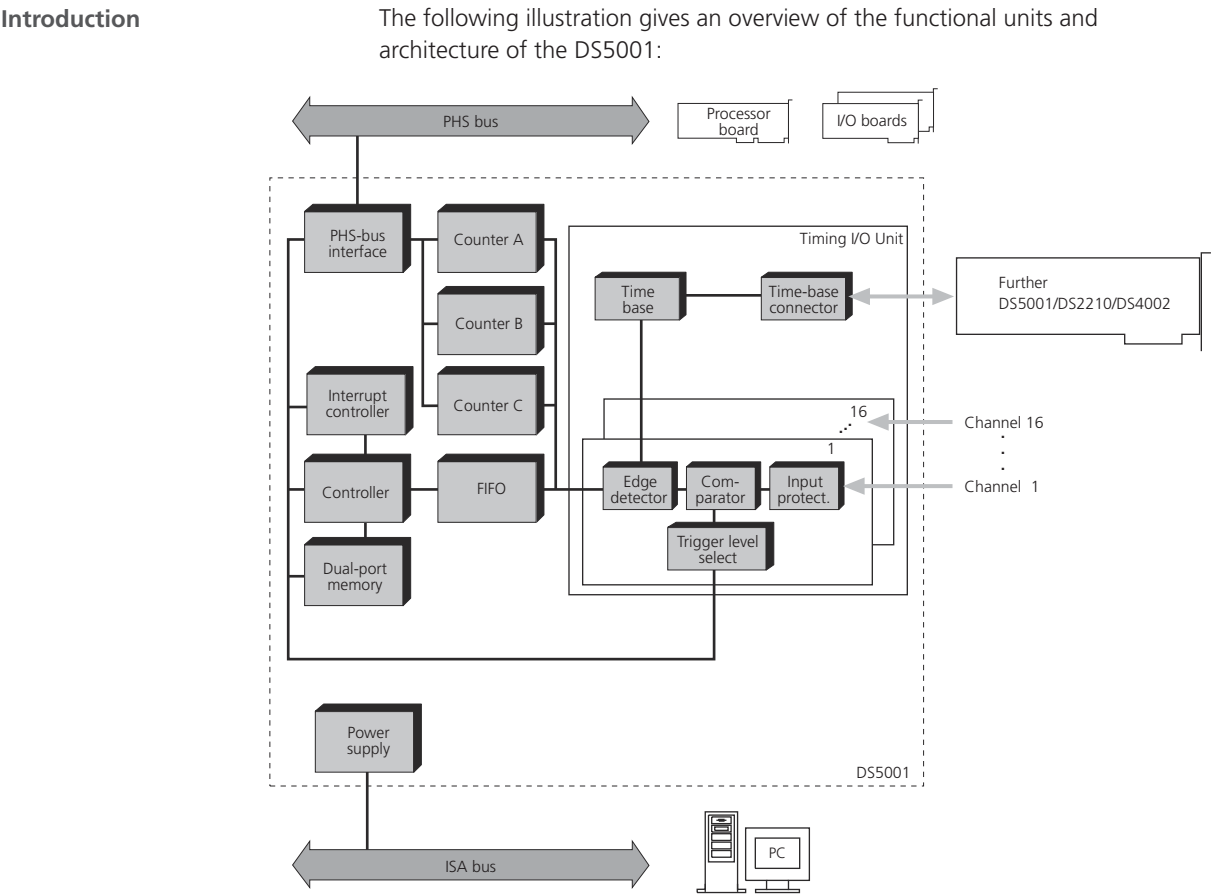 Introduction
The following illustration gives an overview of the functional units and
architecture of the DS5001:
PHS bus
Processor
board
I/O boards
PHS-bus
interface
Counter A
Timing I/O Unit
Time
base
Time-base
connector
Further
DS5001/DS2210/DS4002
Counter B
Interrupt
controller
Counter C
16
Channel 16
1
Controller
FIFO
Edge
detector
Com-
parator
Input
protect.
Channel 1
Trigger level
select
Dual-port
memory
Power
supply
DS5001
ISA bus
PC